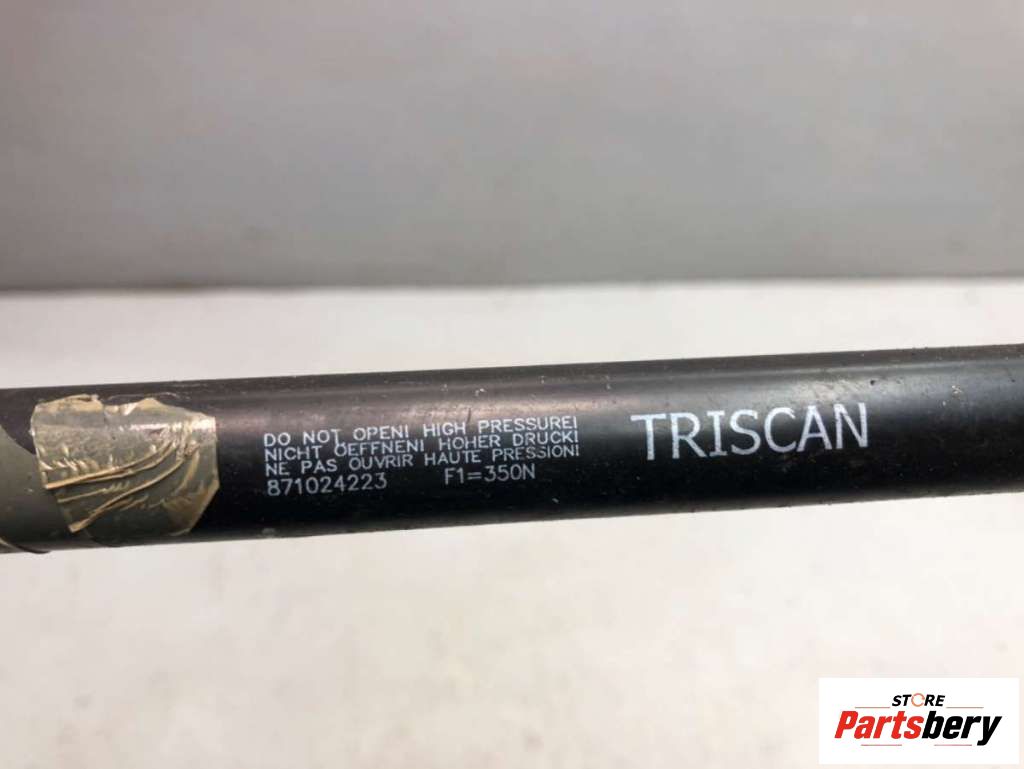 DO NOT OPEN! HIGH PRESSURE!
NICHT OEFFNEN! HOHER DRUCK!
NE PAS OUVRIR HAUTE PRESSION!
871024223 F1=350N
TRISCAN
STORE
Partsbery